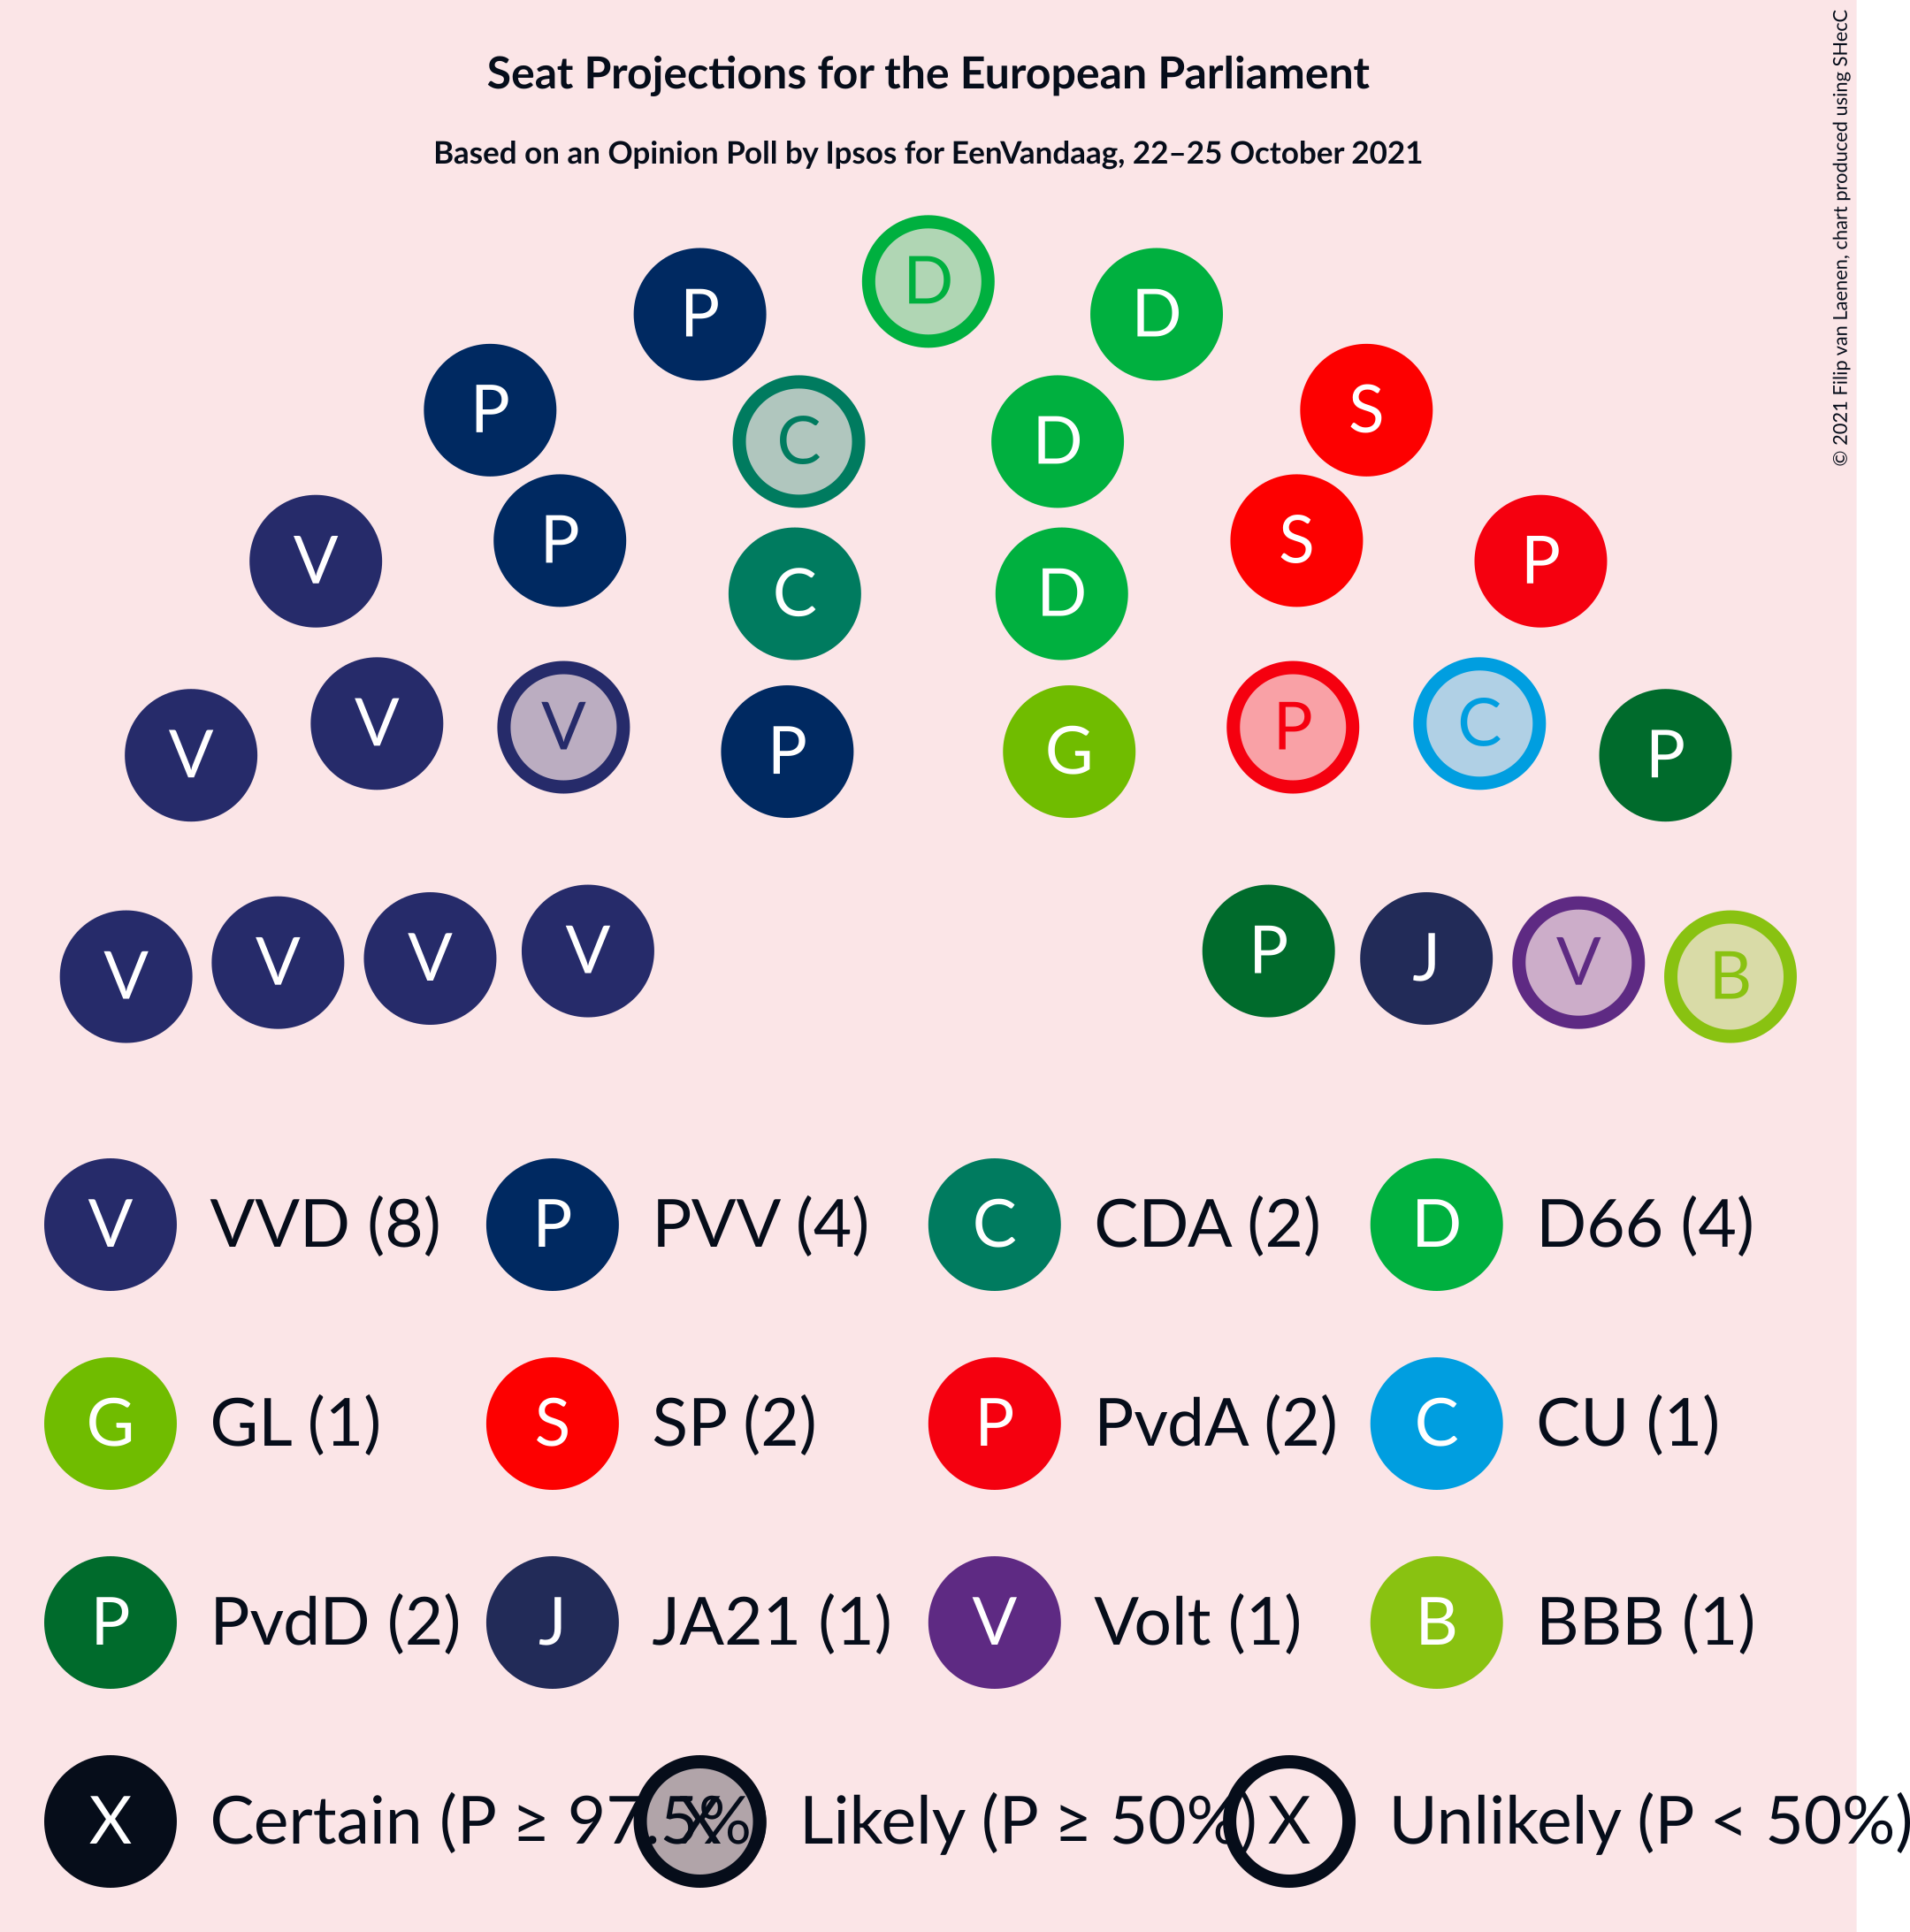 Seat Projections for the European Parliament
Based on an Opinion Poll by Ipsos for EenVandaag, 22–25 October 2021
© 2021 Filip van Laenen, chart produced using SHecC
D
P D
P C D S
V P C D S P
V V V P G P C P
V V V V P J V B
V VVD (8) P PVV (4) C CDA (2) D D66 (4)
G GL (1) S SP (2) P PvdA (2) C CU (1)
P PvdD (2) J JA21 (1) V Volt (1) B BBB (1)
X Certain (P ≥ 97.5% X Likely (P ≥ 50%) X Unlikely (P < 50%)